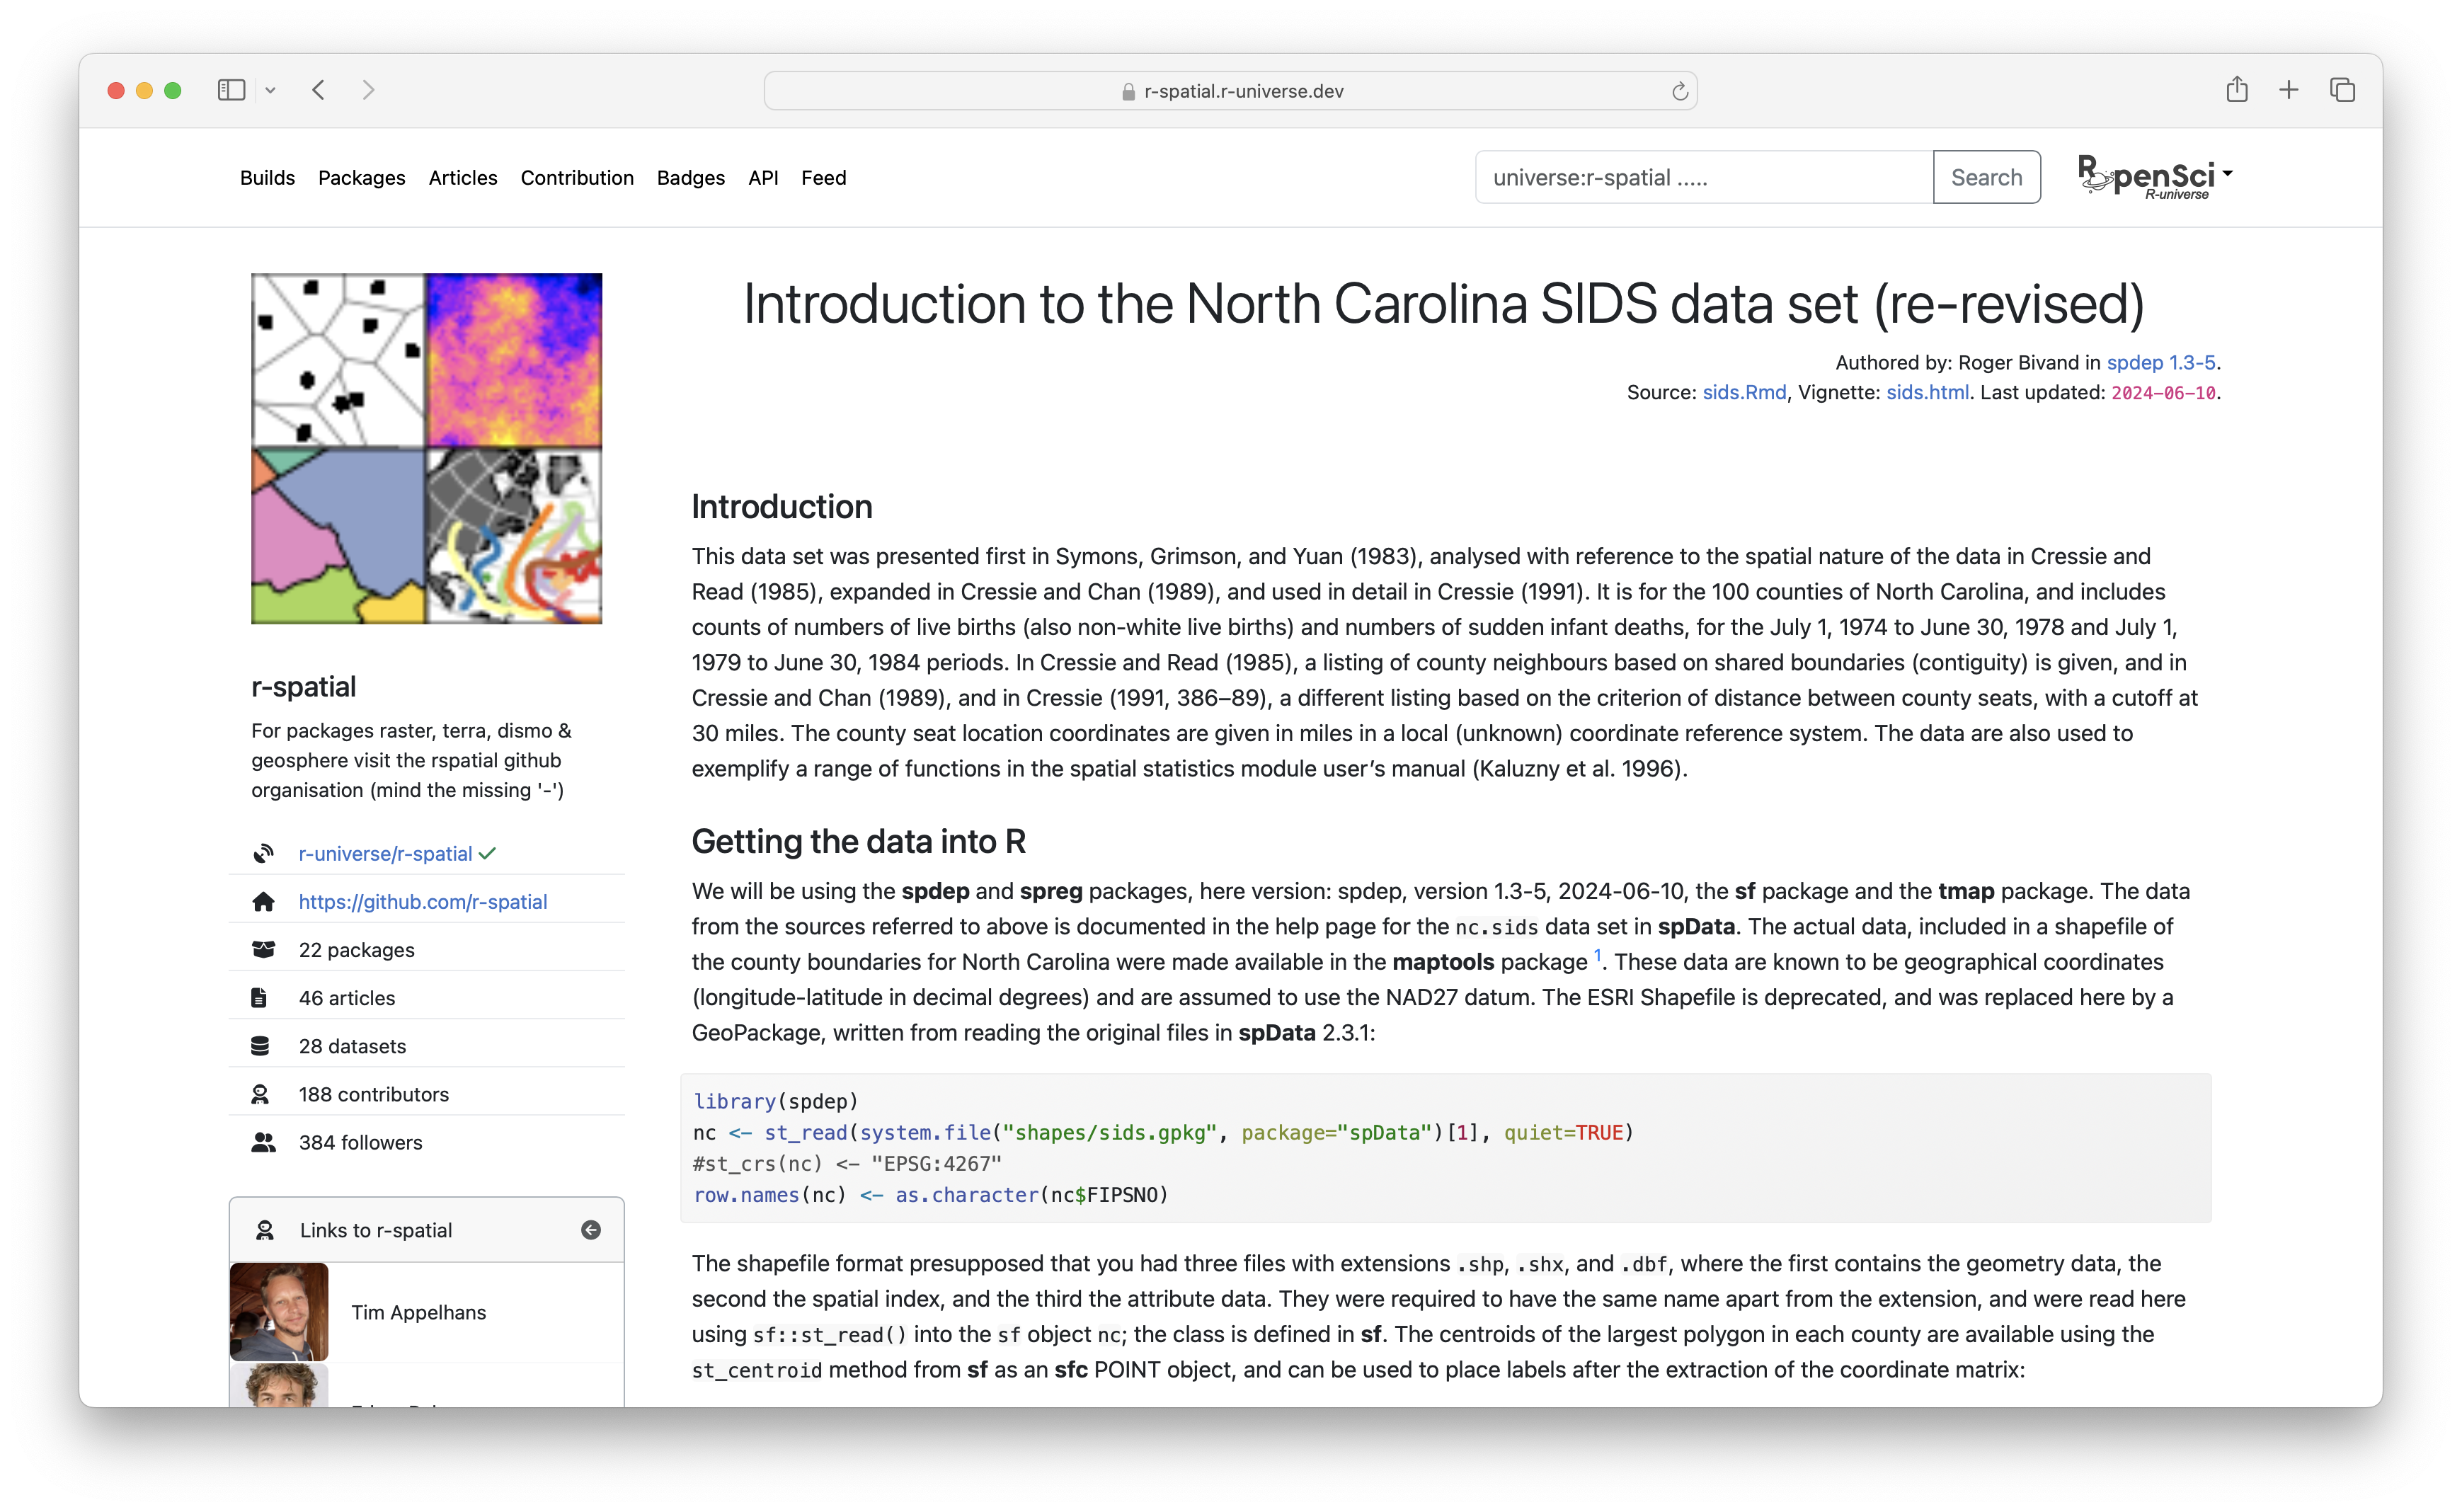 r-spatial.r-universe.dev
Builds Packages Articles Contribution Badges API Feed
universe:r-spatial .....
Search
R penSci
R-universe
Introduction to the North Carolina SIDS data set (re-revised)
Authored by: Roger Bivand in spdep 1.3-5.
Source: sids.Rmd, Vignette: sids.html. Last updated: 2024-06-10.
r-spatial
For packages raster, terra, dismo &
geosphere visit the rspatial github
organisation (mind the missing '-')
r-universe/r-spatial
https://github.com/r-spatial
22 packages
46 articles
28 datasets
188 contributors
384 followers
Links to r-spatial
Tim Appelhans
Introduction
This data set was presented first in Symons, Grimson, and Yuan (1983), analysed with reference to the spatial nature of the data in Cressie and
Read (1985), expanded in Cressie and Chan (1989), and used in detail in Cressie (1991). It is for the 100 counties of North Carolina, and includes
counts of numbers of live births (also non-white live births) and numbers of sudden infant deaths, for the July 1, 1974 to June 30, 1978 and July 1,
1979 to June 30, 1984 periods. In Cressie and Read (1985), a listing of county neighbours based on shared boundaries (contiguity) is given, and in
Cressie and Chan (1989), and in Cressie (1991, 386–89), a different listing based on the criterion of distance between county seats, with a cutoff at
30 miles. The county seat location coordinates are given in miles in a local (unknown) coordinate reference system. The data are also used to
exemplify a range of functions in the spatial statistics module user’s manual (Kaluzny et al. 1996).
Getting the data into R
We will be using the spdep and spreg packages, here version: spdep, version 1.3-5, 2024-06-10, the sf package and the tmap package. The data
from the sources referred to above is documented in the help page for the nc.sids data set in spData. The actual data, included in a shapefile of
the county boundaries for North Carolina were made available in the maptools package 1. These data are known to be geographical coordinates
(longitude-latitude in decimal degrees) and are assumed to use the NAD27 datum. The ESRI Shapefile is deprecated, and was replaced here by a
GeoPackage, written from reading the original files in spData 2.3.1:
library(spdep)
nc <- st_read(system.file("shapes/sids.gpkg", package="spData")[1], quiet=TRUE)
#st_crs(nc) <- "EPSG:4267"
row.names(nc) <- as.character(nc$FIPSNO)
The shapefile format presupposed that you had three files with extensions .shp, .shx, and .dbf, where the first contains the geometry data, the
second the spatial index, and the third the attribute data. They were required to have the same name apart from the extension, and were read here
using sf::st_read() into the sf object nc; the class is defined in sf. The centroids of the largest polygon in each county are available using the
st_centroid method from sf as an sfc POINT object, and can be used to place labels after the extraction of the coordinate matrix: